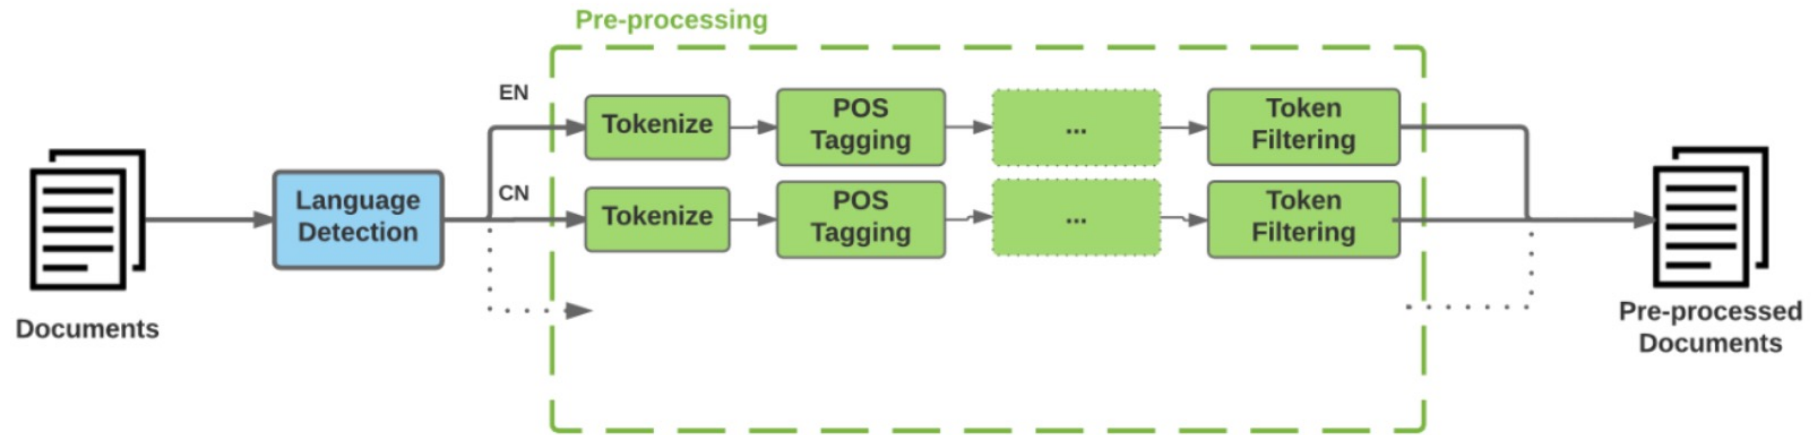 Pre-processing
EN
Tokenize
POS
Tagging
...
Token
Filtering
CN
Language
Detection
Tokenize
POS
Tagging
...
Token
Filtering
Documents
Pre-processed
Documents